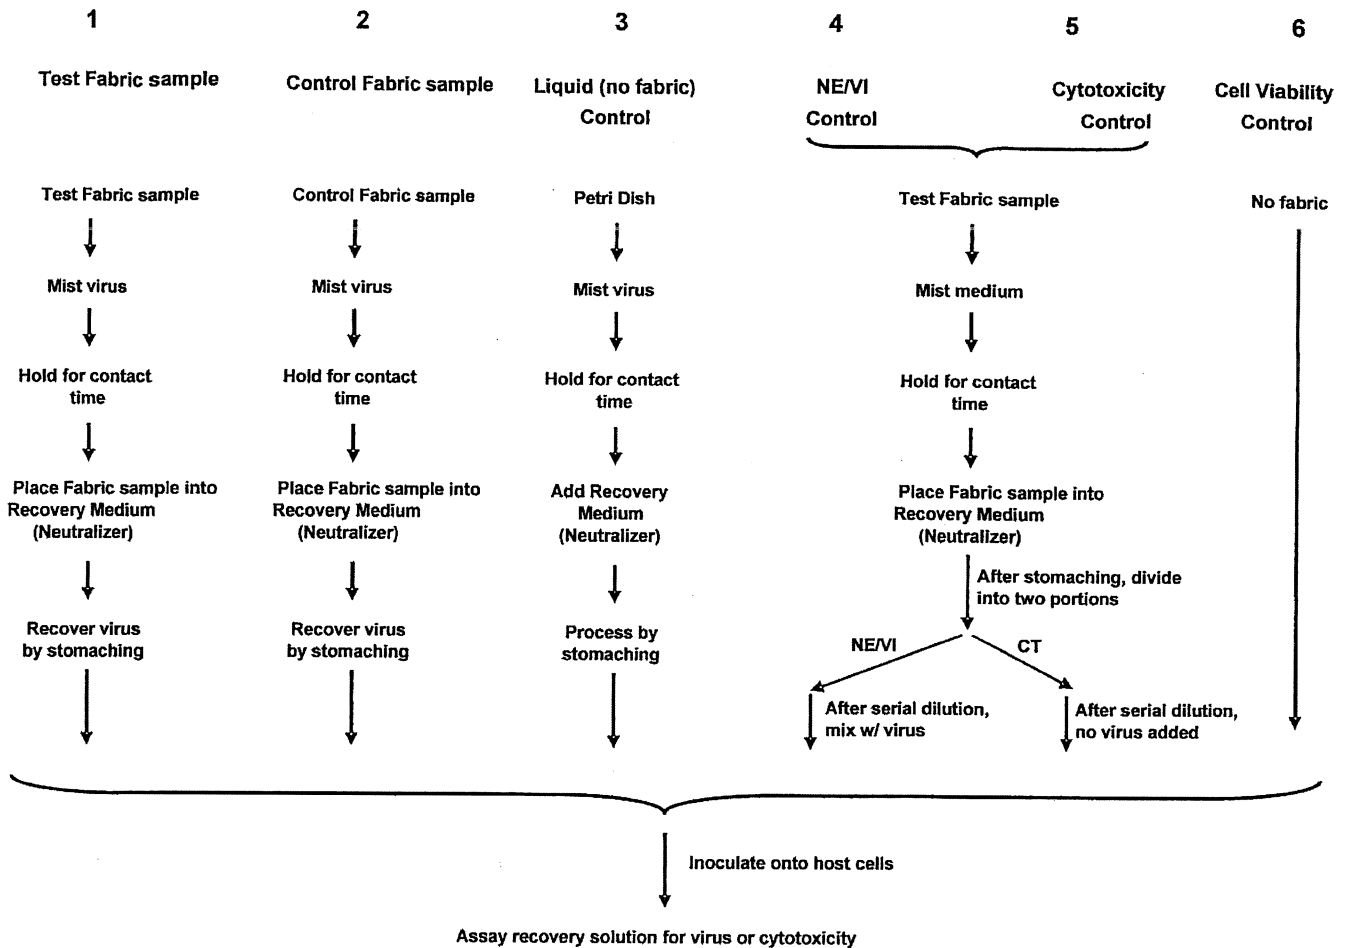 1
2
3
4
5
6
Test Fabric sample
Control Fabric sample
Liquid (no fabric)
Control
NE/VI
Control
Cytotoxicity
Control
Cell Viability
Control
Test Fabric sample
Mist virus
Hold for contact
time
Place Fabric sample into
Recovery Medium
(Neutralizer)
Recover virus
by stomaching
Control Fabric sample
Mist virus
Hold for contact
time
Place Fabric sample into
Recovery Medium
(Neutralizer)
Recover virus
by stomaching
Petri Dish
Mist virus
Hold for contact
time
Add Recovery
Medium
(Neutralizer)
Process by
stomaching
Test Fabric sample
Mist medium
Hold for contact
time
Place Fabric sample into
Recovery Medium
(Neutralizer)
After stomaching, divide
into two portions
NE/VI
CT
After serial dilution,
mix w/ virus
After serial dilution,
no virus added
No fabric
Inoculate onto host cells
Assay recovery solution for virus or cytotoxicity